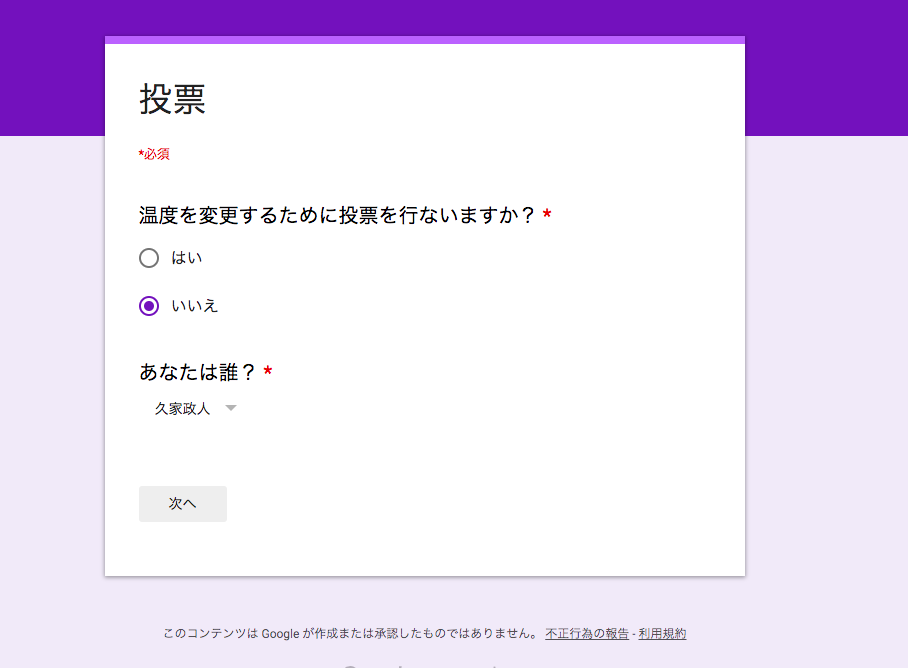 投票
*必須
温度を変更するために投票を行ないますか？ *
はい
いいえ
あなたは誰？ *
久家政人
次へ
このコンテンツは Google が作成または承認したものではありません。 不正行為の報告 - 利用規約